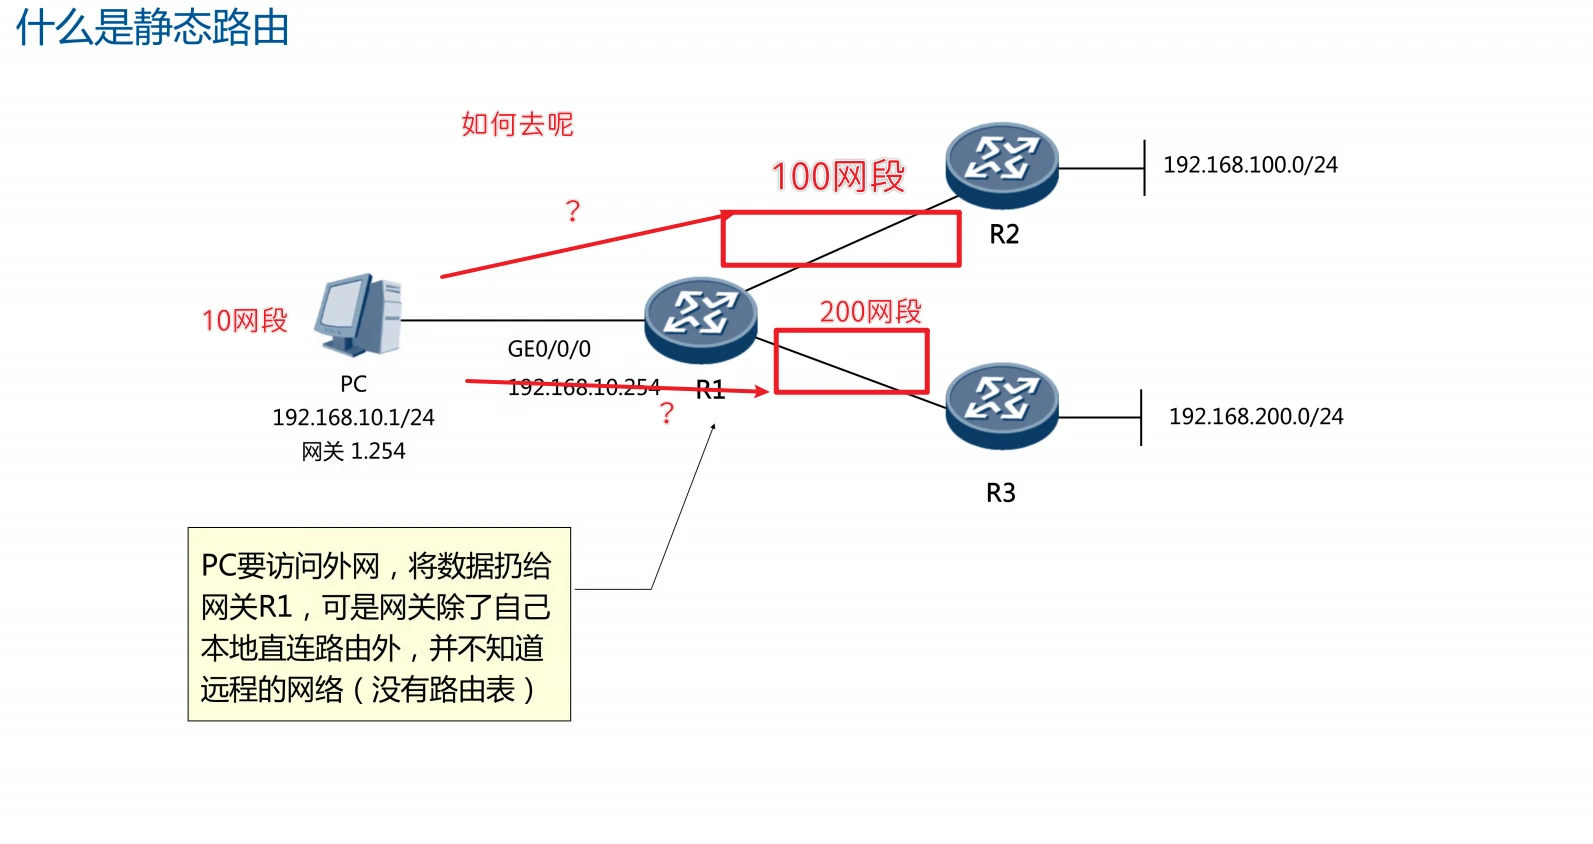 什么是静态路由
如何去呢
?
100网段
192.168.100.0/24
R2
10网段
200网段
GE0/0/0
192.168.10.254
R1
?
PC
192.168.10.1/24
网关 1.254
192.168.200.0/24
R3
PC要访问外网，将数据扔给
网关R1，可是网关除了自己
本地直连路由外，并不知道
远程的网络（没有路由表）